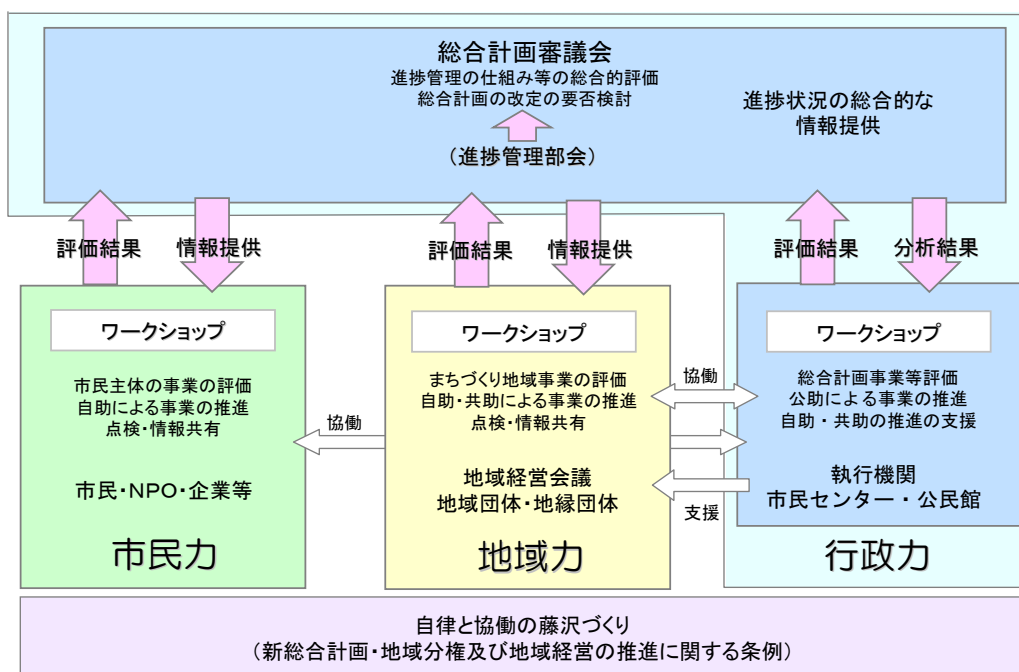 総合計画審議会
進捗管理の仕組み等の総合的評価
総合計画の改定の要否検討
（進捗管理部会）
進捗状況の総合的な
情報提供
評価結果
情報提供
評価結果
情報提供
評価結果
分析結果
ワークショップ
市民主体の事業の評価
自助による事業の推進
点検・情報共有
市民・NPO・企業等
市民力
協働
ワークショップ
まちづくり地域事業の評価
自助・共助による事業の推進
点検・情報共有
地域経営会議
地域団体・地縁団体
地域力
協働
支援
ワークショップ
総合計画事業等評価
公助による事業の推進
自助・共助の推進の支援
執行機関
市民センター・公民館
行政力
自律と協働の藤沢づくり
（新総合計画・地域分権及び地域経営の推進に関する条例）